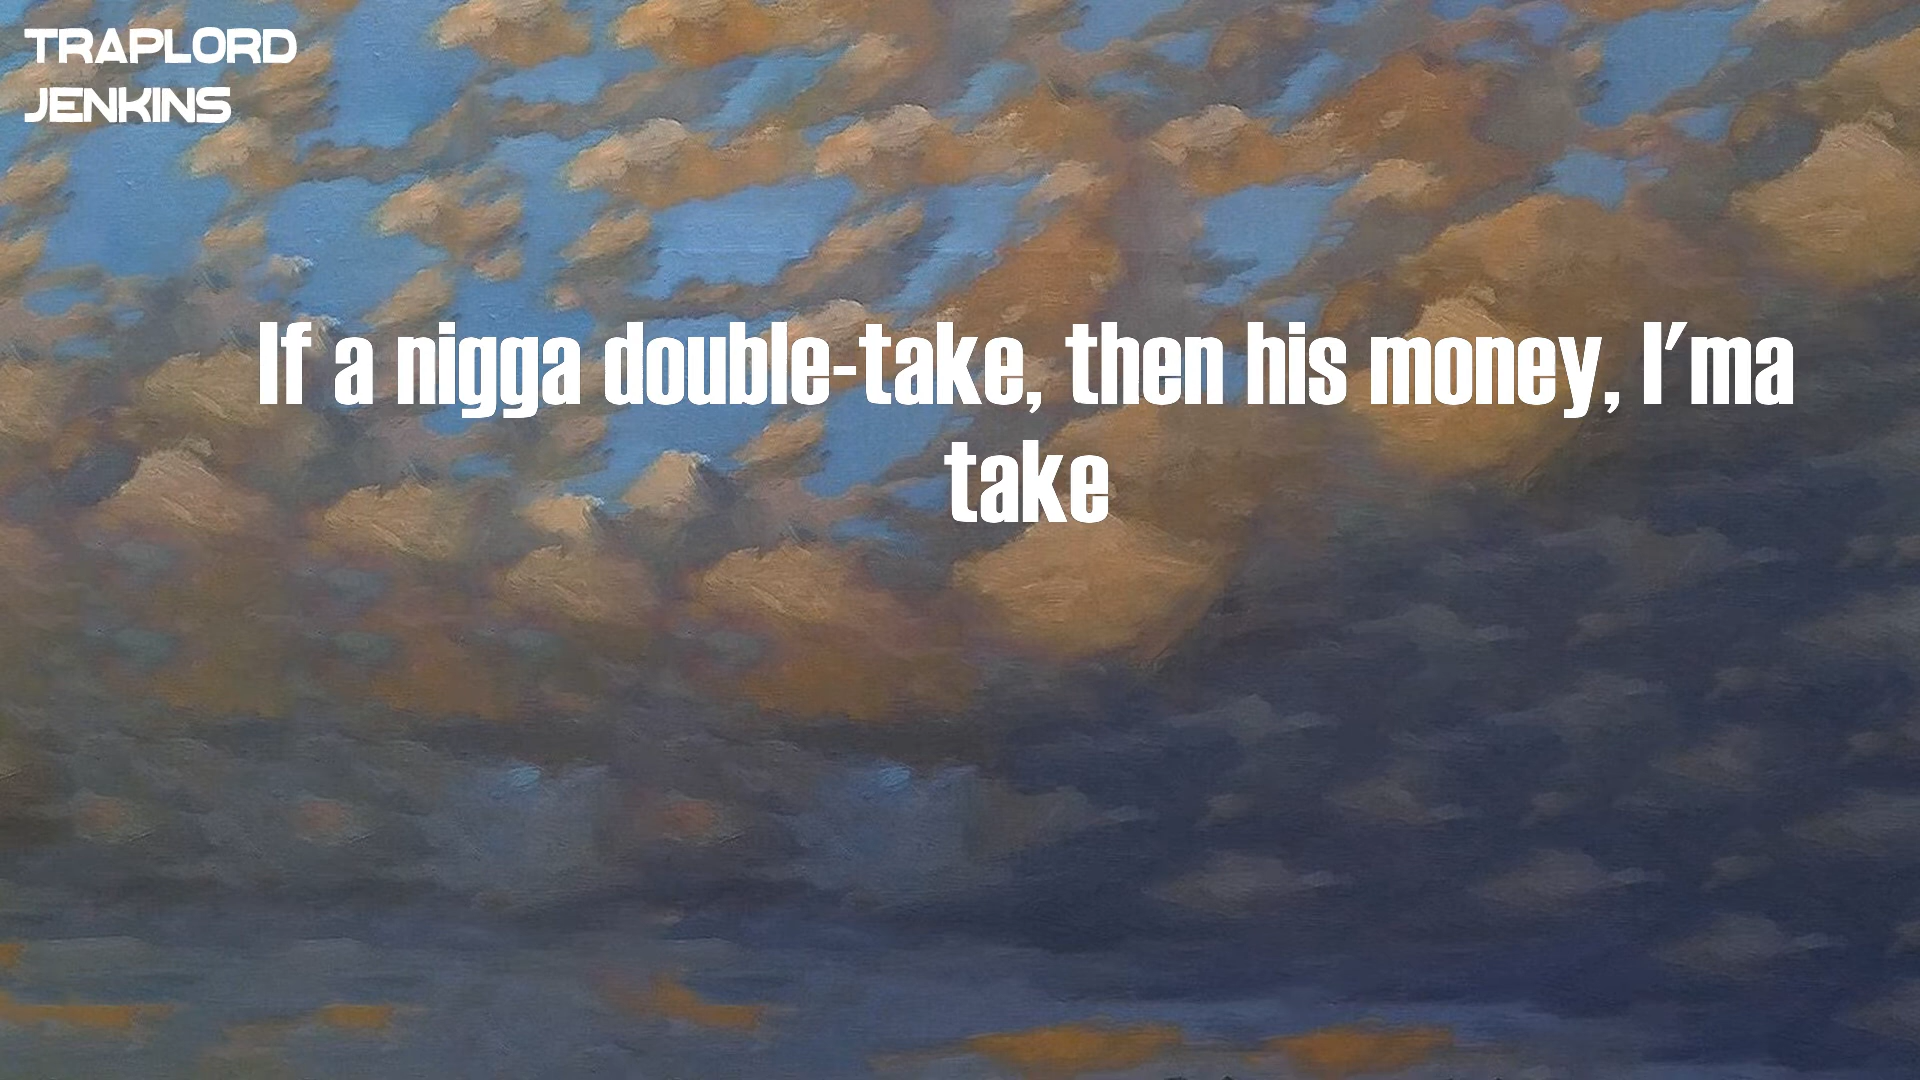 TRAPLORD
JENKINS
If a nigga double-take, then his money, I'ma
take